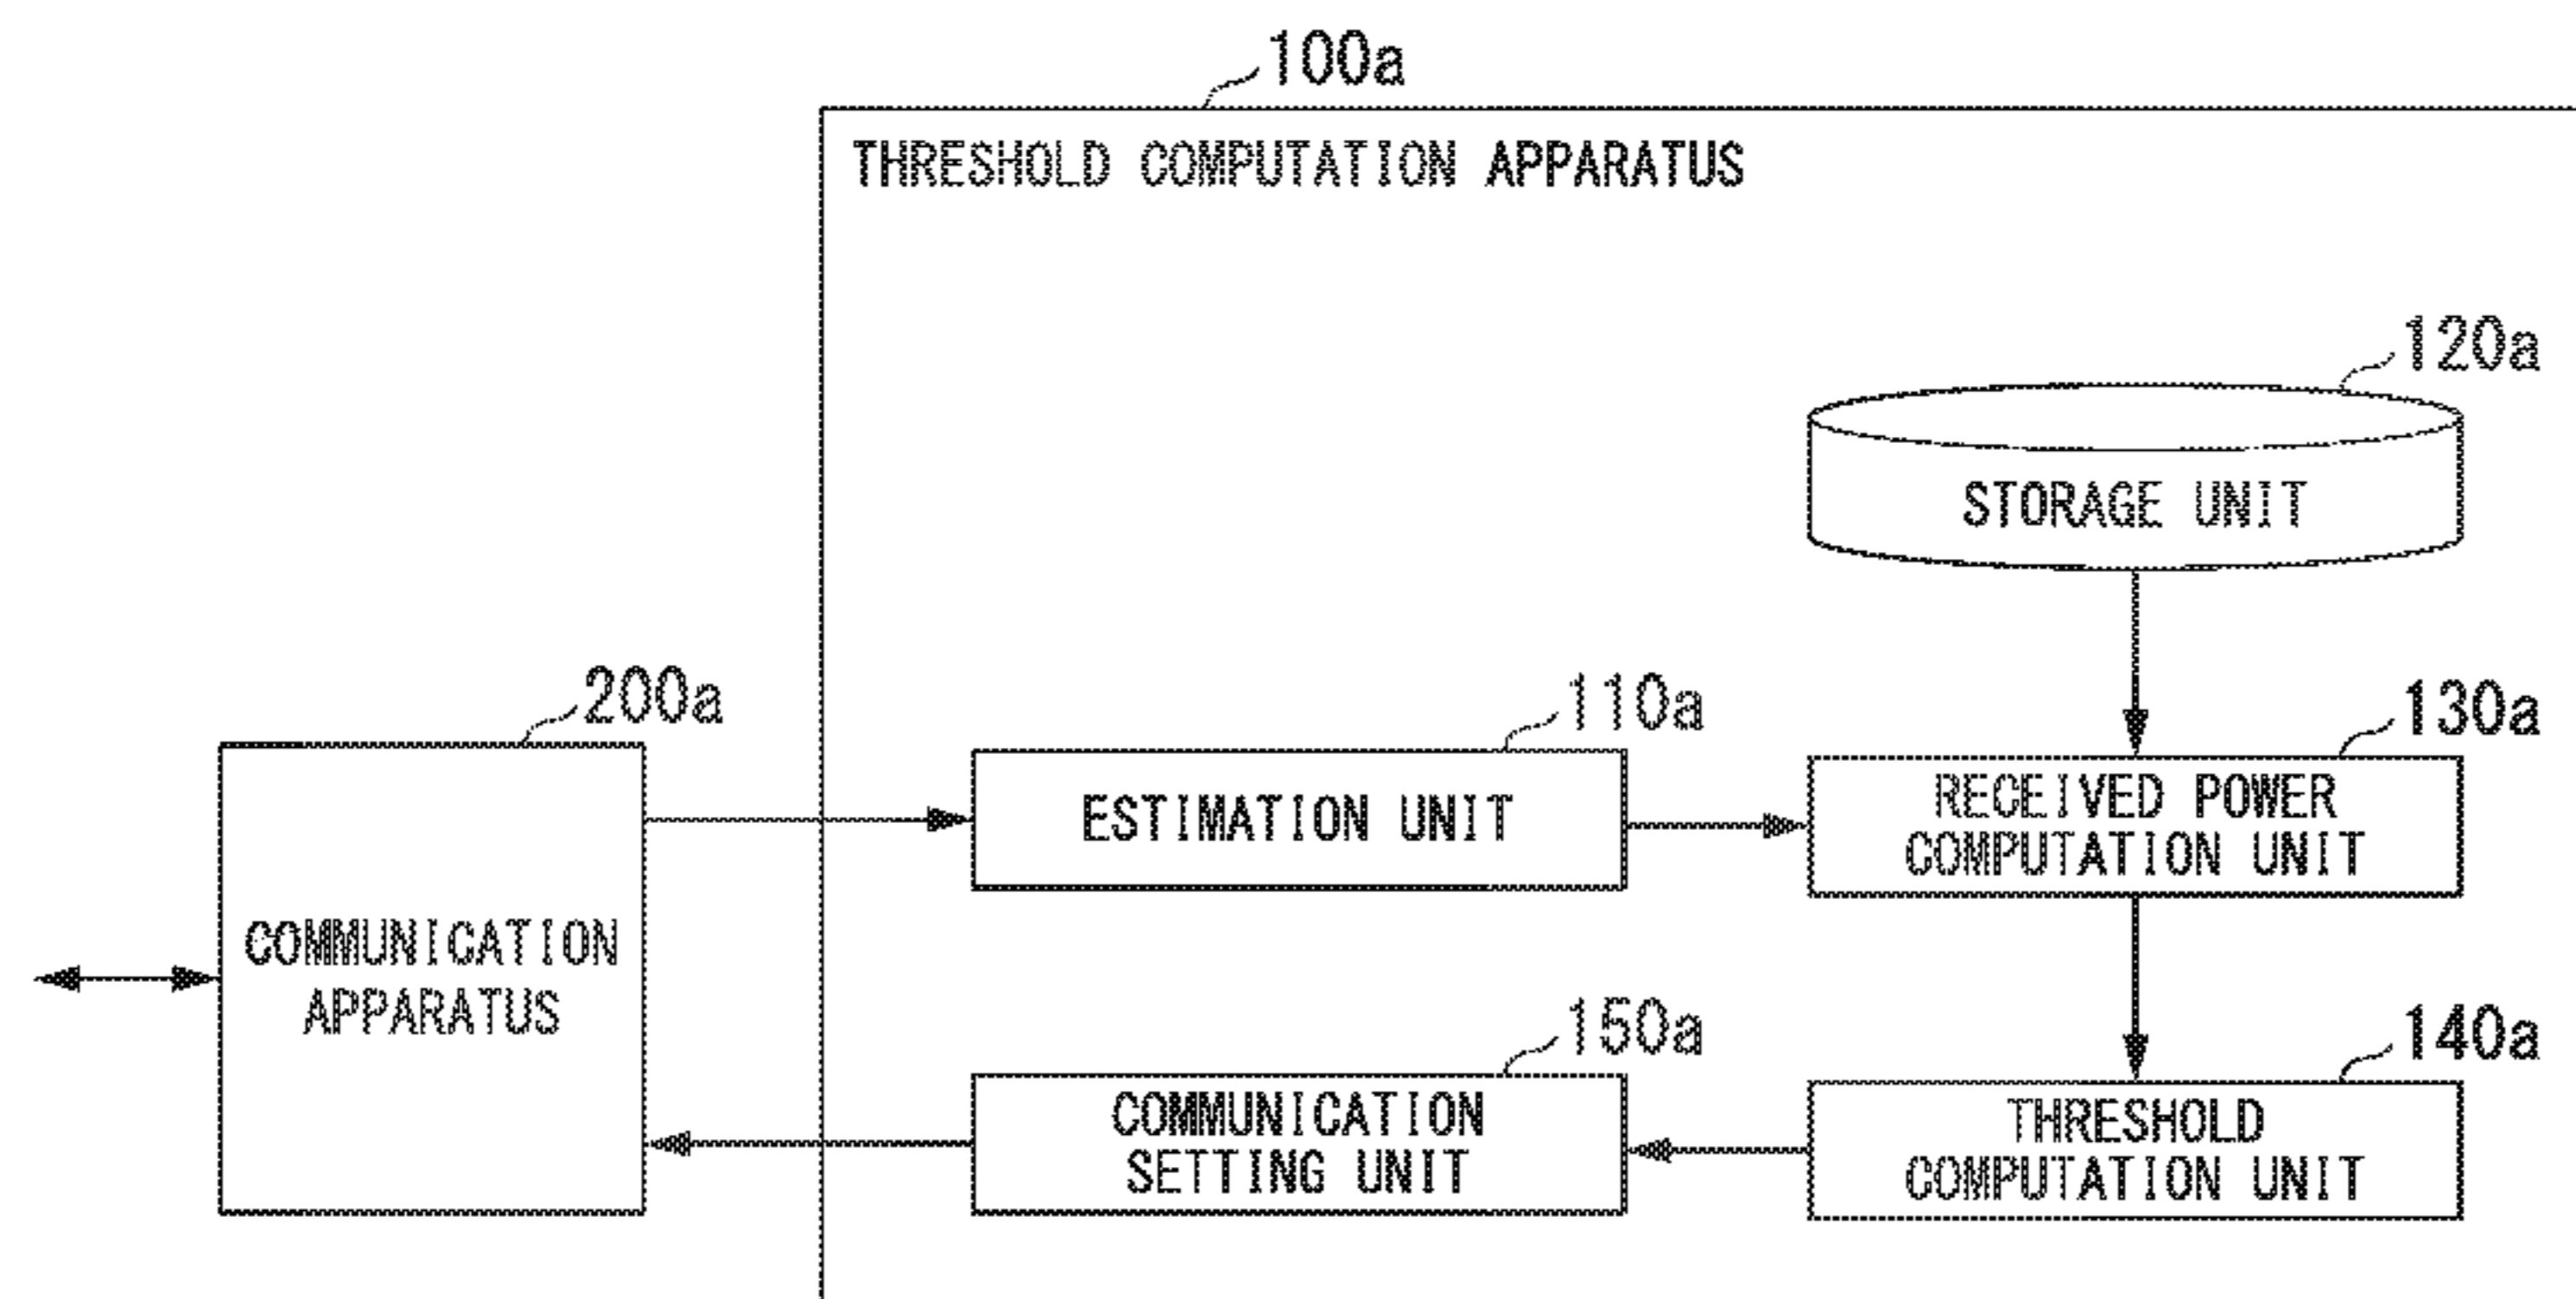 100a
THRESHOLD COMPUTATION APPARATUS
120a
STORAGE UNIT
200a
110a
130a
ESTIMATION UNIT
RECEIVED POWER
COMPUTATION UNIT
COMMUNICATION
APPARATUS
150a
140a
COMMUNICATION
SETTING UNIT
THRESHOLD
COMPUTATION UNIT